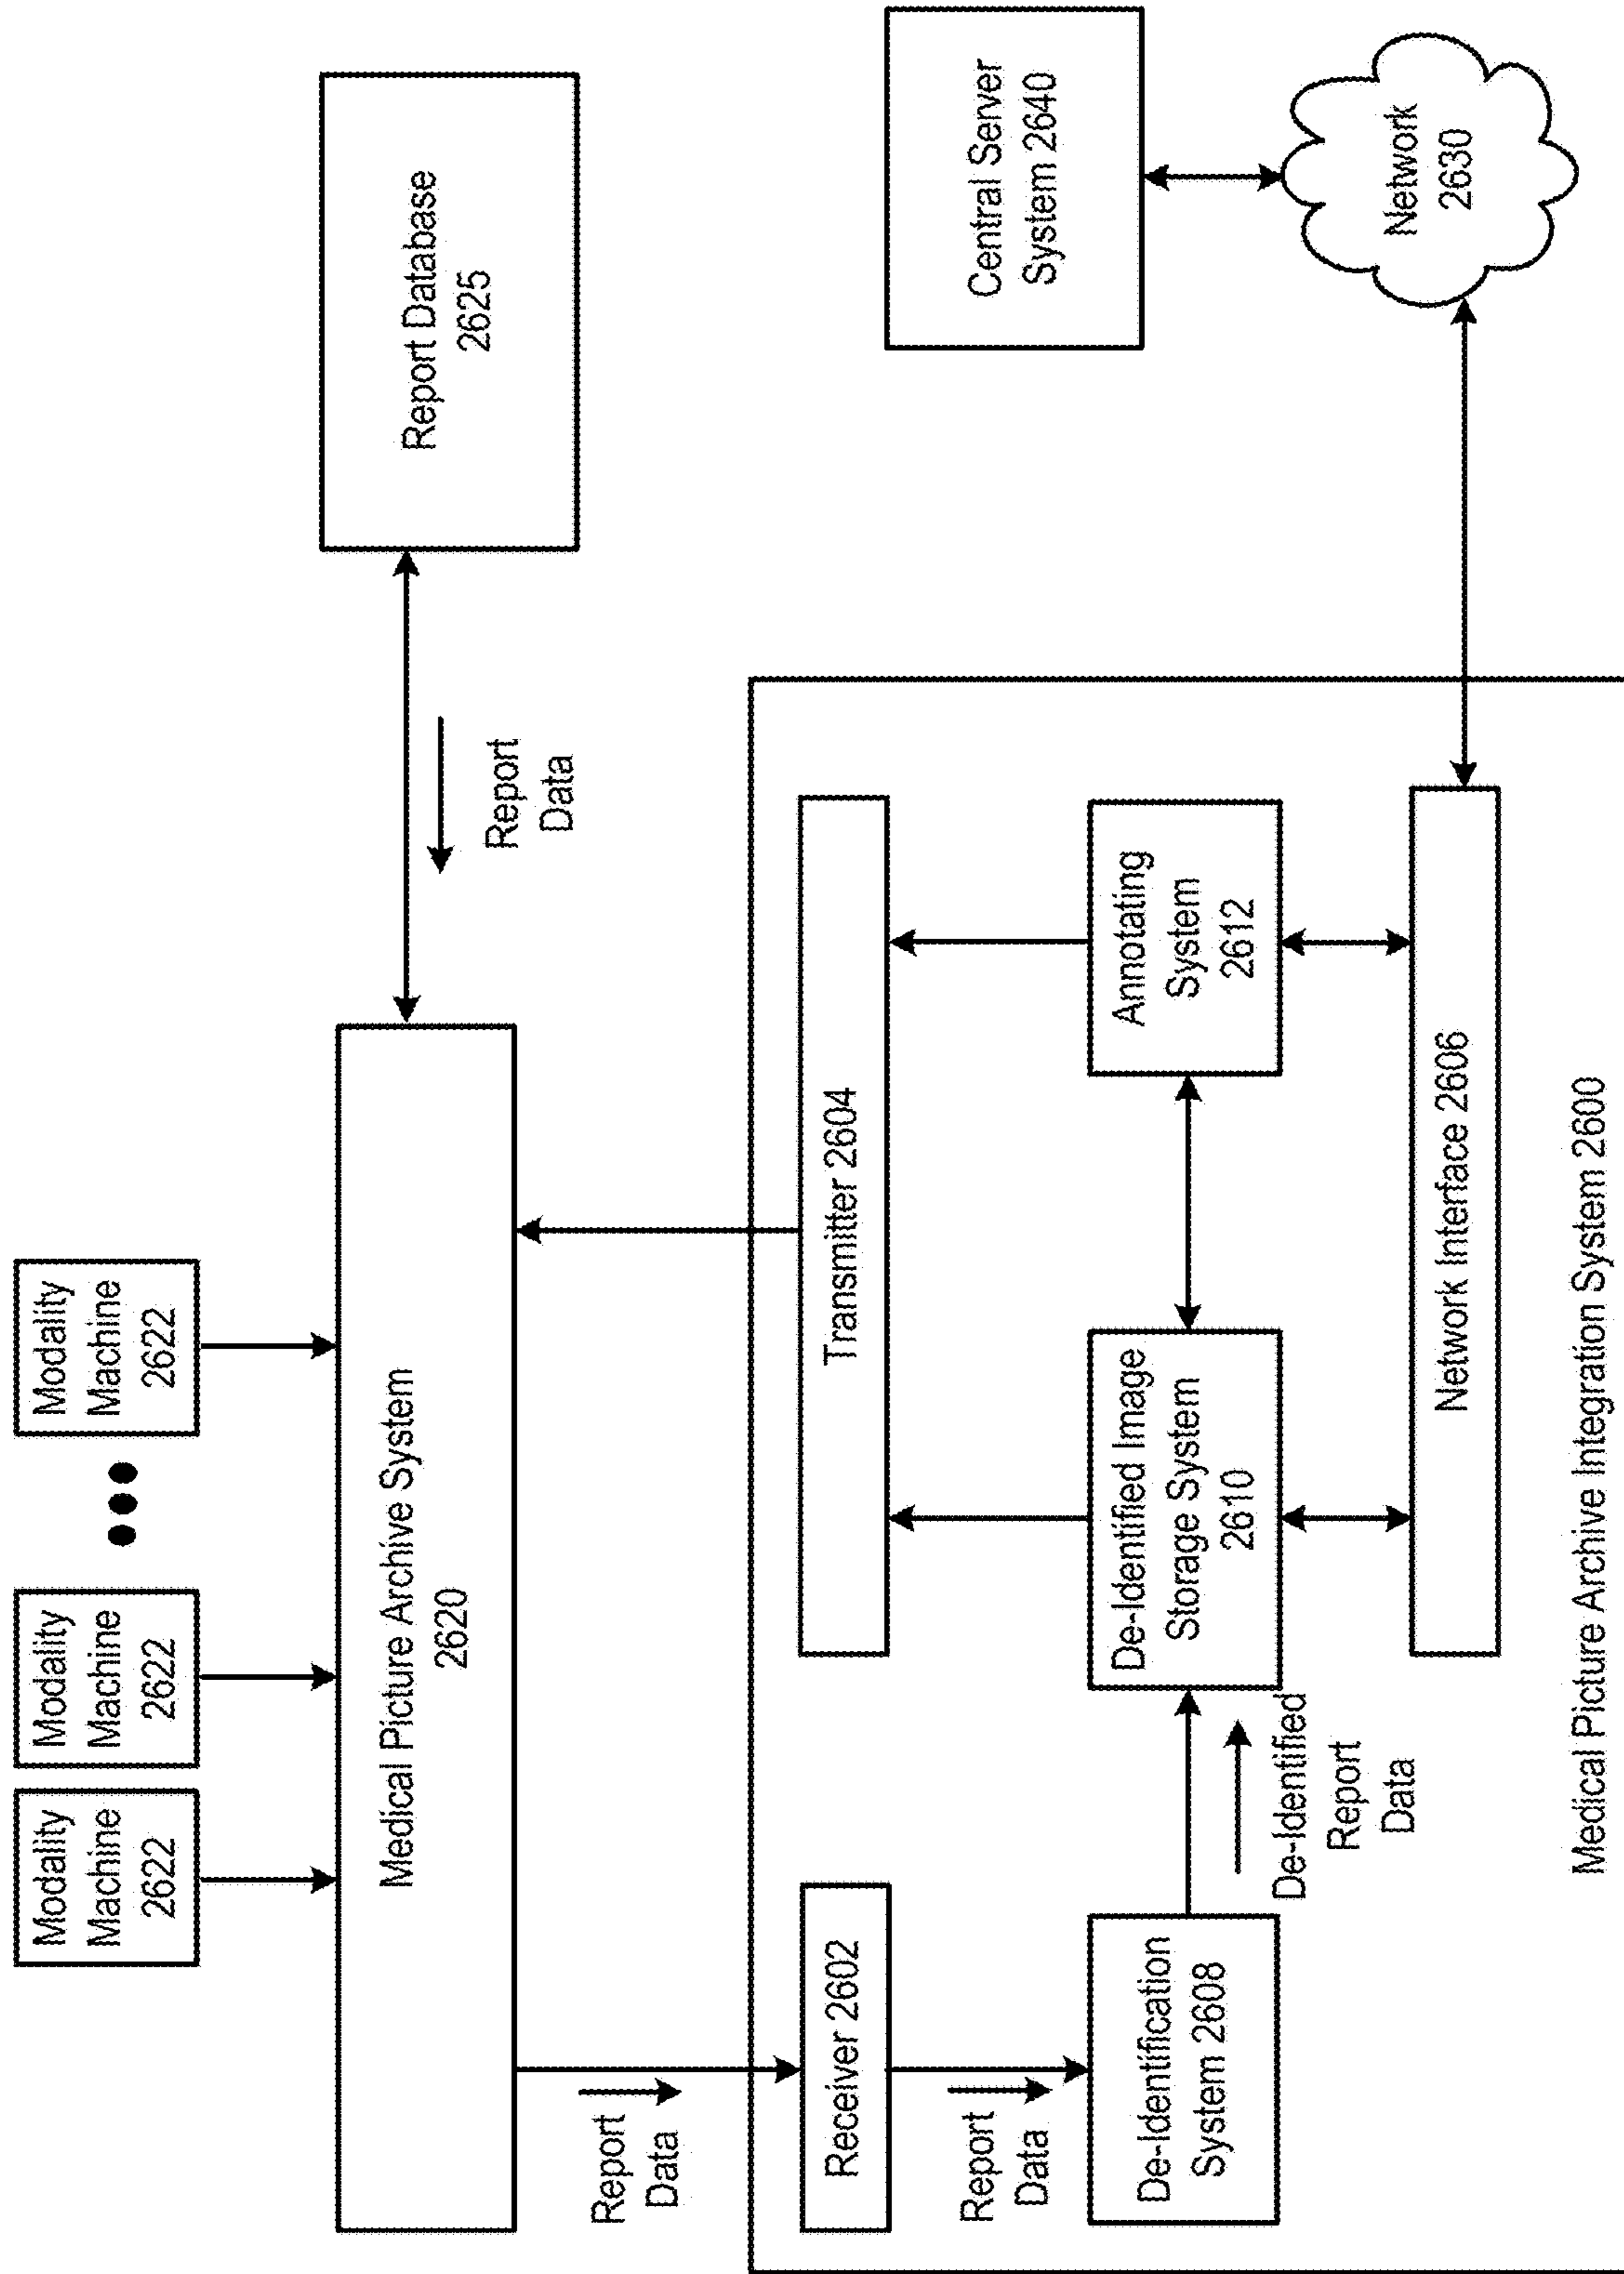 Modality
Machine
2622
Modality
Machine
2622
Modality
Machine
2622
Medical Picture Archive System
2620
Report Database
2625
Report
Data
Report
Data
Receiver 2602
Report
Data
De-Identification
System 2608
De-Identified
Report
Data
Transmitter 2604
De-Identified Image
Storage System
2610
Annotating
System
2612
Network Interface 2606
Medical Picture Archive Integration System 2600
Central Server
System 2640
Network
2630